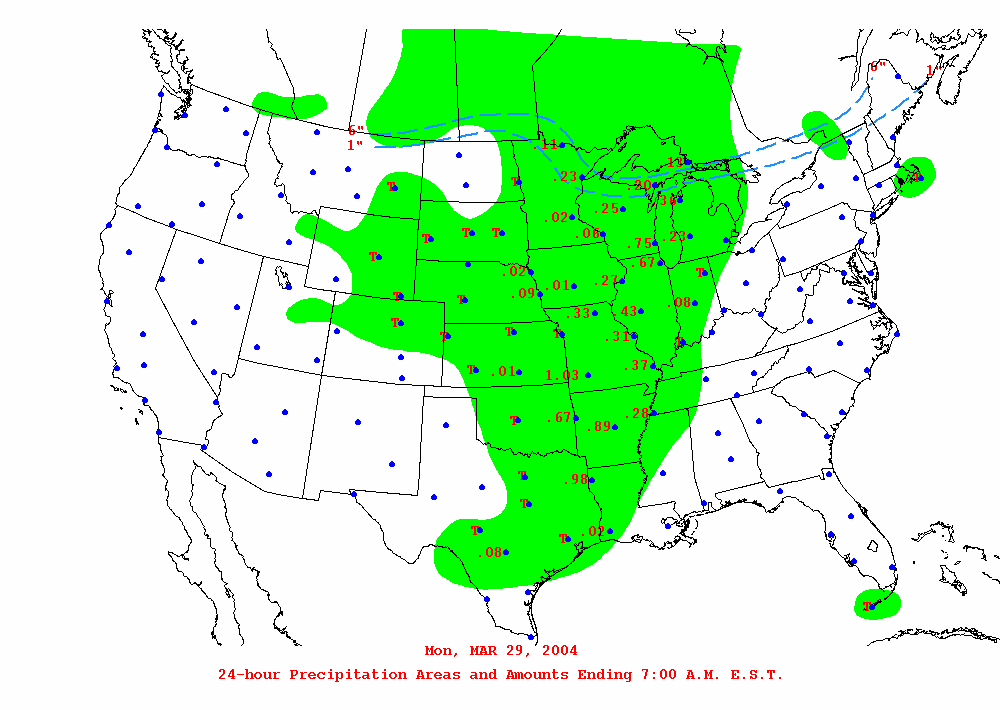 6"
1"
6"
1"
.11
.11
T
T
.23
.20
T
.36
.02
.25
T
T
T
.06
.75
.23
T
.02
.67
T
.01
.27
T
T
.09
.08
T
.33
.43
T
T
T
.31
T
T
.01
1.03
.37
T
.67
.89
.28
T
.98
T
T
.02
.08
T
T
Mon, MAR 29, 2004
24-hour Precipitation Areas and Amounts Ending 7:00 A.M. E.S.T.